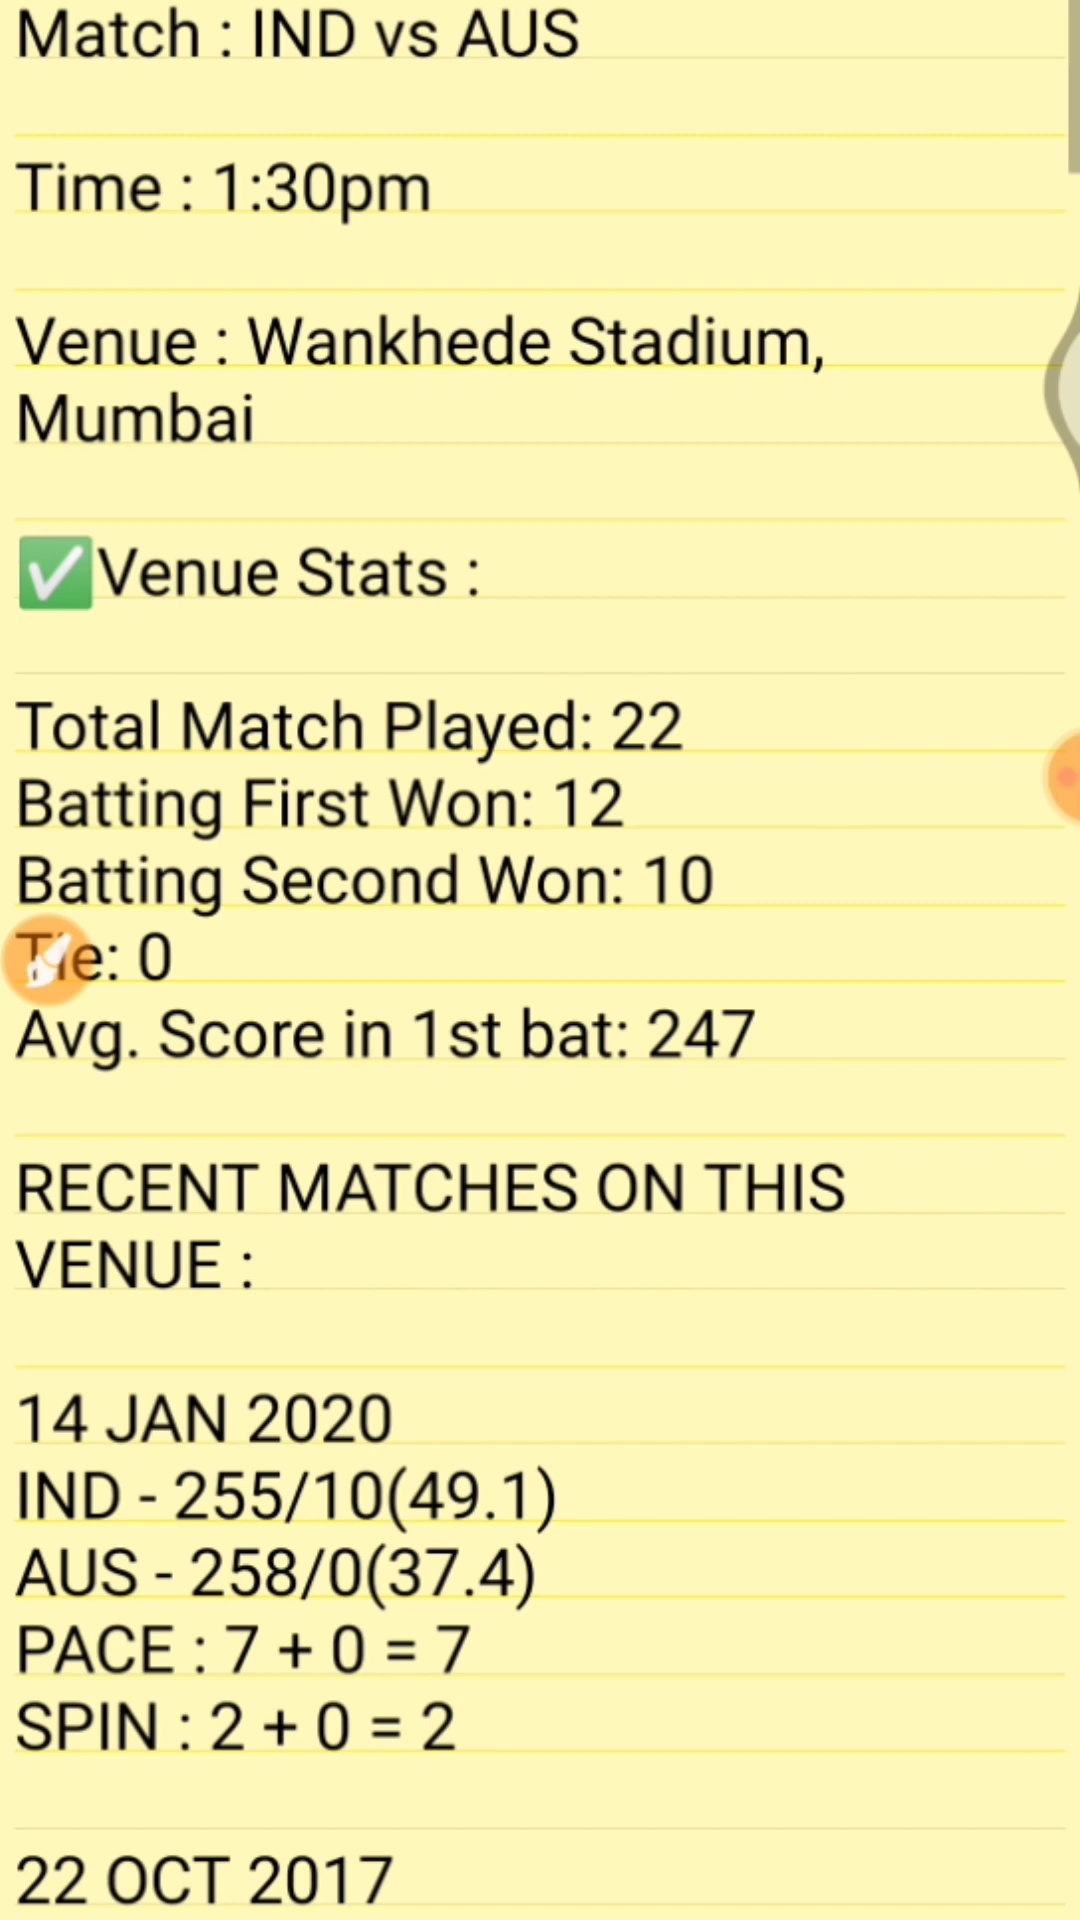 Match : IND vs AUS
Time : 1:30pm
Venue : Wankhede Stadium,
Mumbai
✅Venue Stats :
Total Match Played: 22
Batting First Won: 12
Batting Second Won: 10
Tie: 0
Avg. Score in 1st bat: 247
RECENT MATCHES ON THIS
VENUE :
14 JAN 2020
IND - 255/10(49.1)
AUS - 258/0(37.4)
PACE : 7 + 0 = 7
SPIN : 2 + 0 = 2
22 OCT 2017